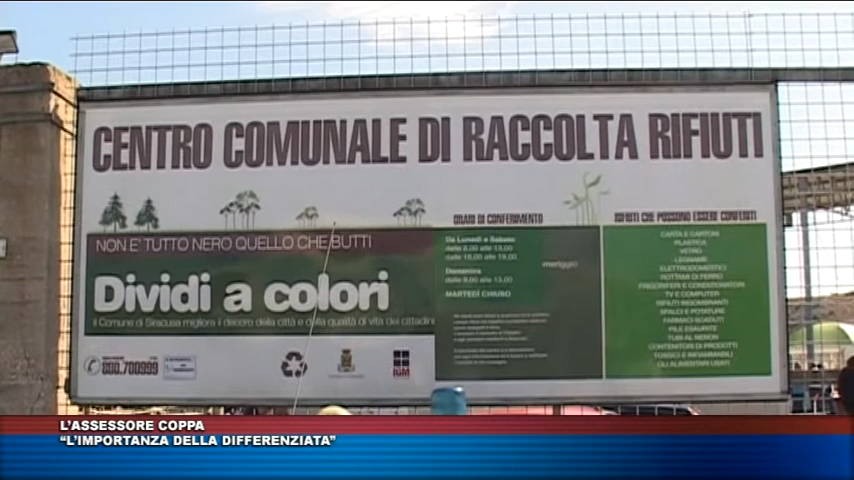 CENTRO COMUNALE DI RACCOLTA RIFIUTI
NON E' TUTTO NERO QUELLO CHE BUTTI
Dividi a colori
il Comune di Siracusa migliora il decoro della città e della qualità di vita dei cittadini
800.700999
IGM
ORARI DI CONFERIMENTO
Da Lunedì a Sabato
dalle 8,00 alle 13,00
dalle 15,00 alle 19,00
Domenica
dalle 9,00 alle 13,00
MARTEDÌ CHIUSO
meriggio
RIFIUTI CHE POSSONO ESSERE CONFERITI
CARTA E CARTONI
PLASTICA
VETRO
LEGNAME
ELETTRODOMESTICI
ROTTAMI DI FERRO
FRIGORIFERI E CONDIZIONATORI
TV E COMPUTER
RIFIUTI INGOMBRANTI
SFALCI E POTATURE
FARMACI SCADUTI
PILE ESAURITE
TUBI AL NEON
CONTENITORI DI PRODOTTI
TOSSICI E INFIAMMABILI
OLI ALIMENTARI USATI
L'ASSESSORE COPPA
“L'IMPORTANZA DELLA DIFFERENZIATA”